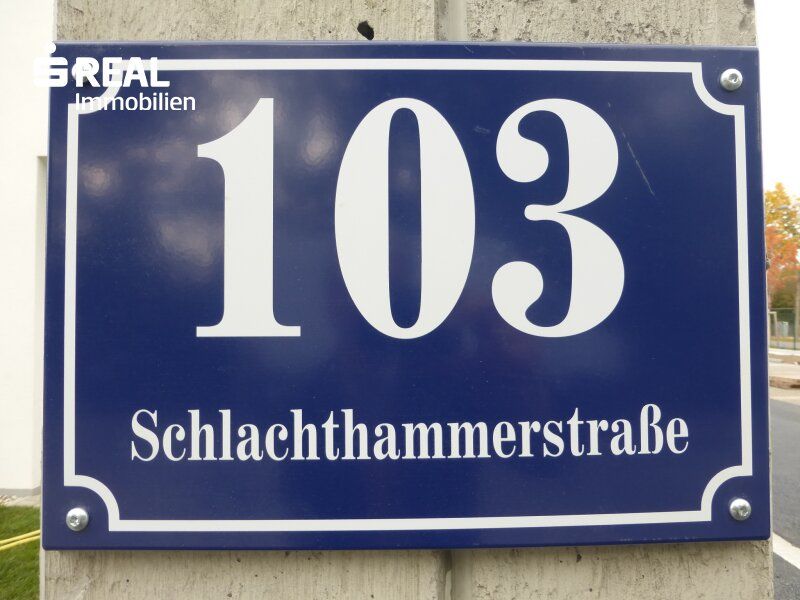 S REAL
Immobilien
103
Schlachthammerstraße